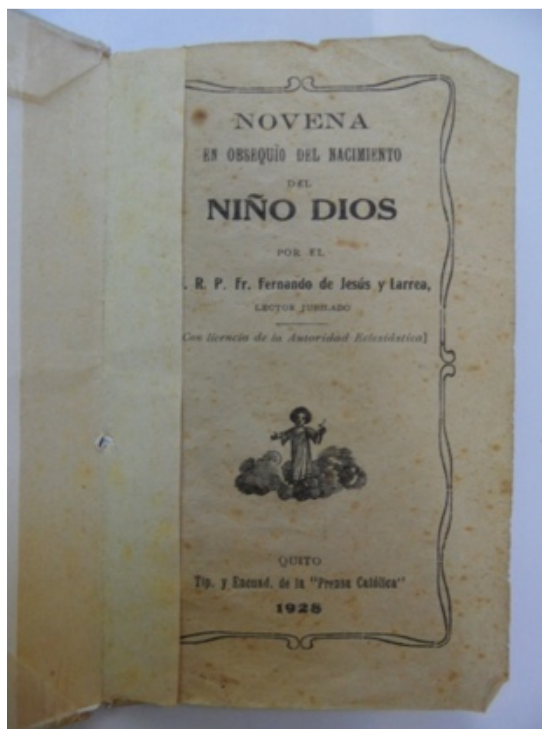 NOVENA
EN OBSEQUIO DEL NACIMIENTO
DEL
NIÑO DIOS
POR EL
. R. P. Fr. Fernando de Jesús y Larrea,
LECTOR JUBILADO
Con licencia de la Autoridad Eclesiástica]
QUITO
Tip. y Encuad. de la "Prensa Católica"
1928